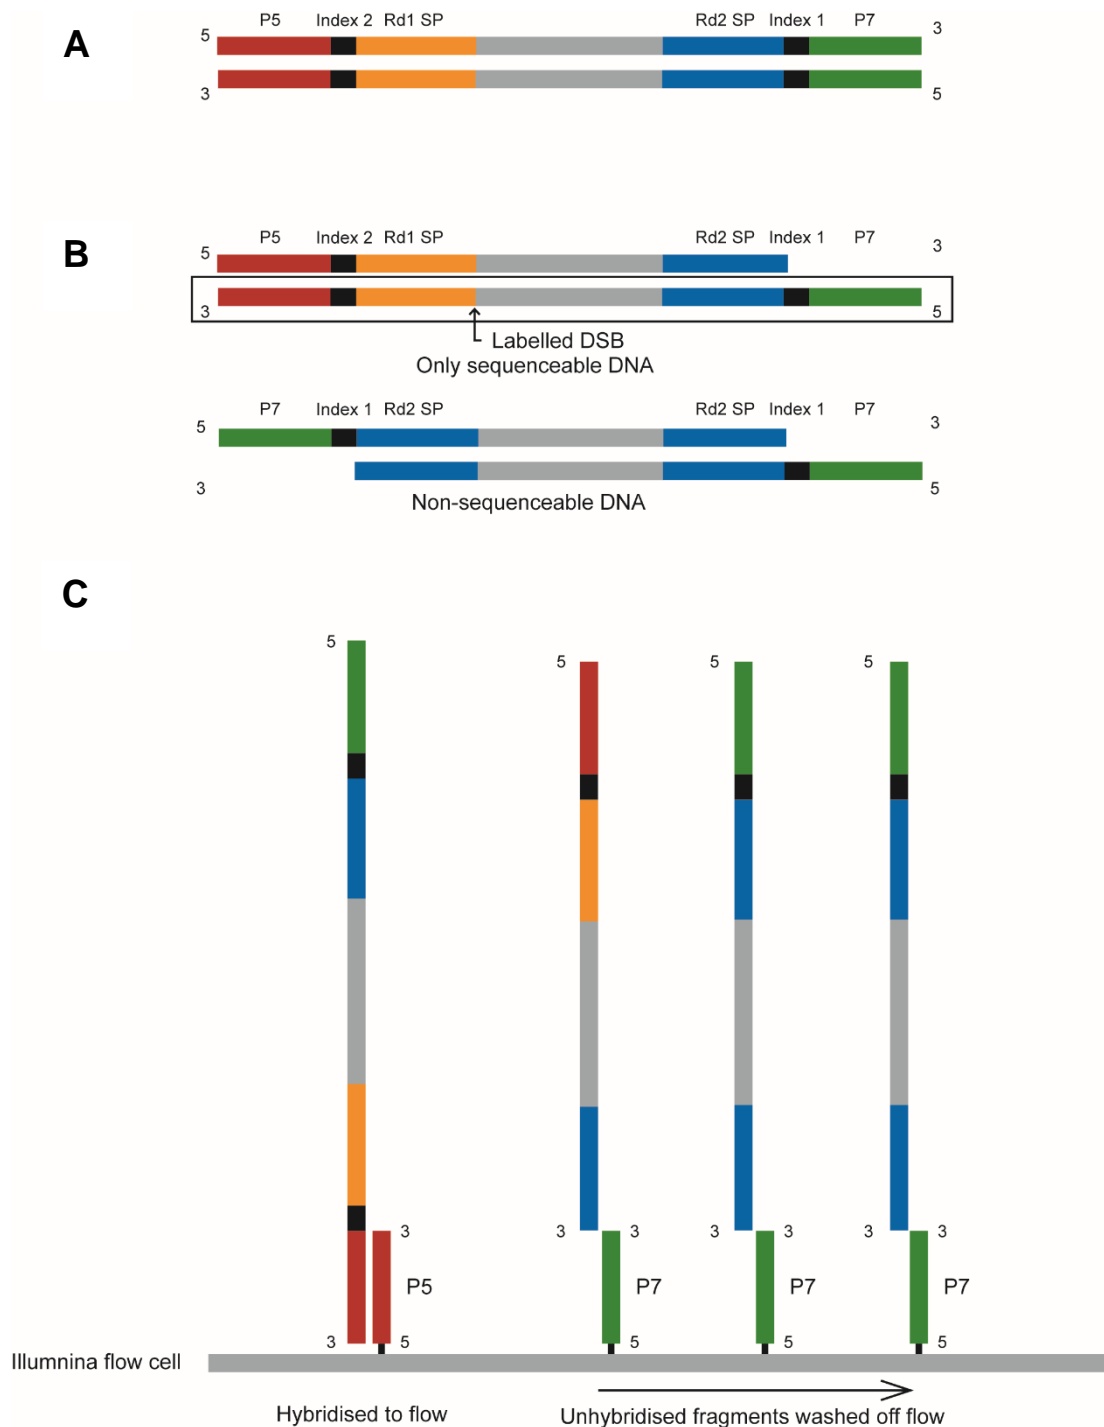 A
P5 Index 2 Rd1 SP Rd2 SP Index 1 P7
5 3
3 5
B
P5 Index 2 Rd1 SP Rd2 SP Index 1 P7
5 3
3 5
Labelled DSB
Only sequenceable DNA
P7 Index 1 Rd2 SP Rd2 SP Index 1 P7
5 3
3 5
Non-sequenceable DNA
C
5
5 5 5
3 3 3 3 3 3 3
P5 P7 P7 P7
3 5 5 5 5
Illumnina flow cell
Hybridised to flow Unhybridised fragments washed off flow